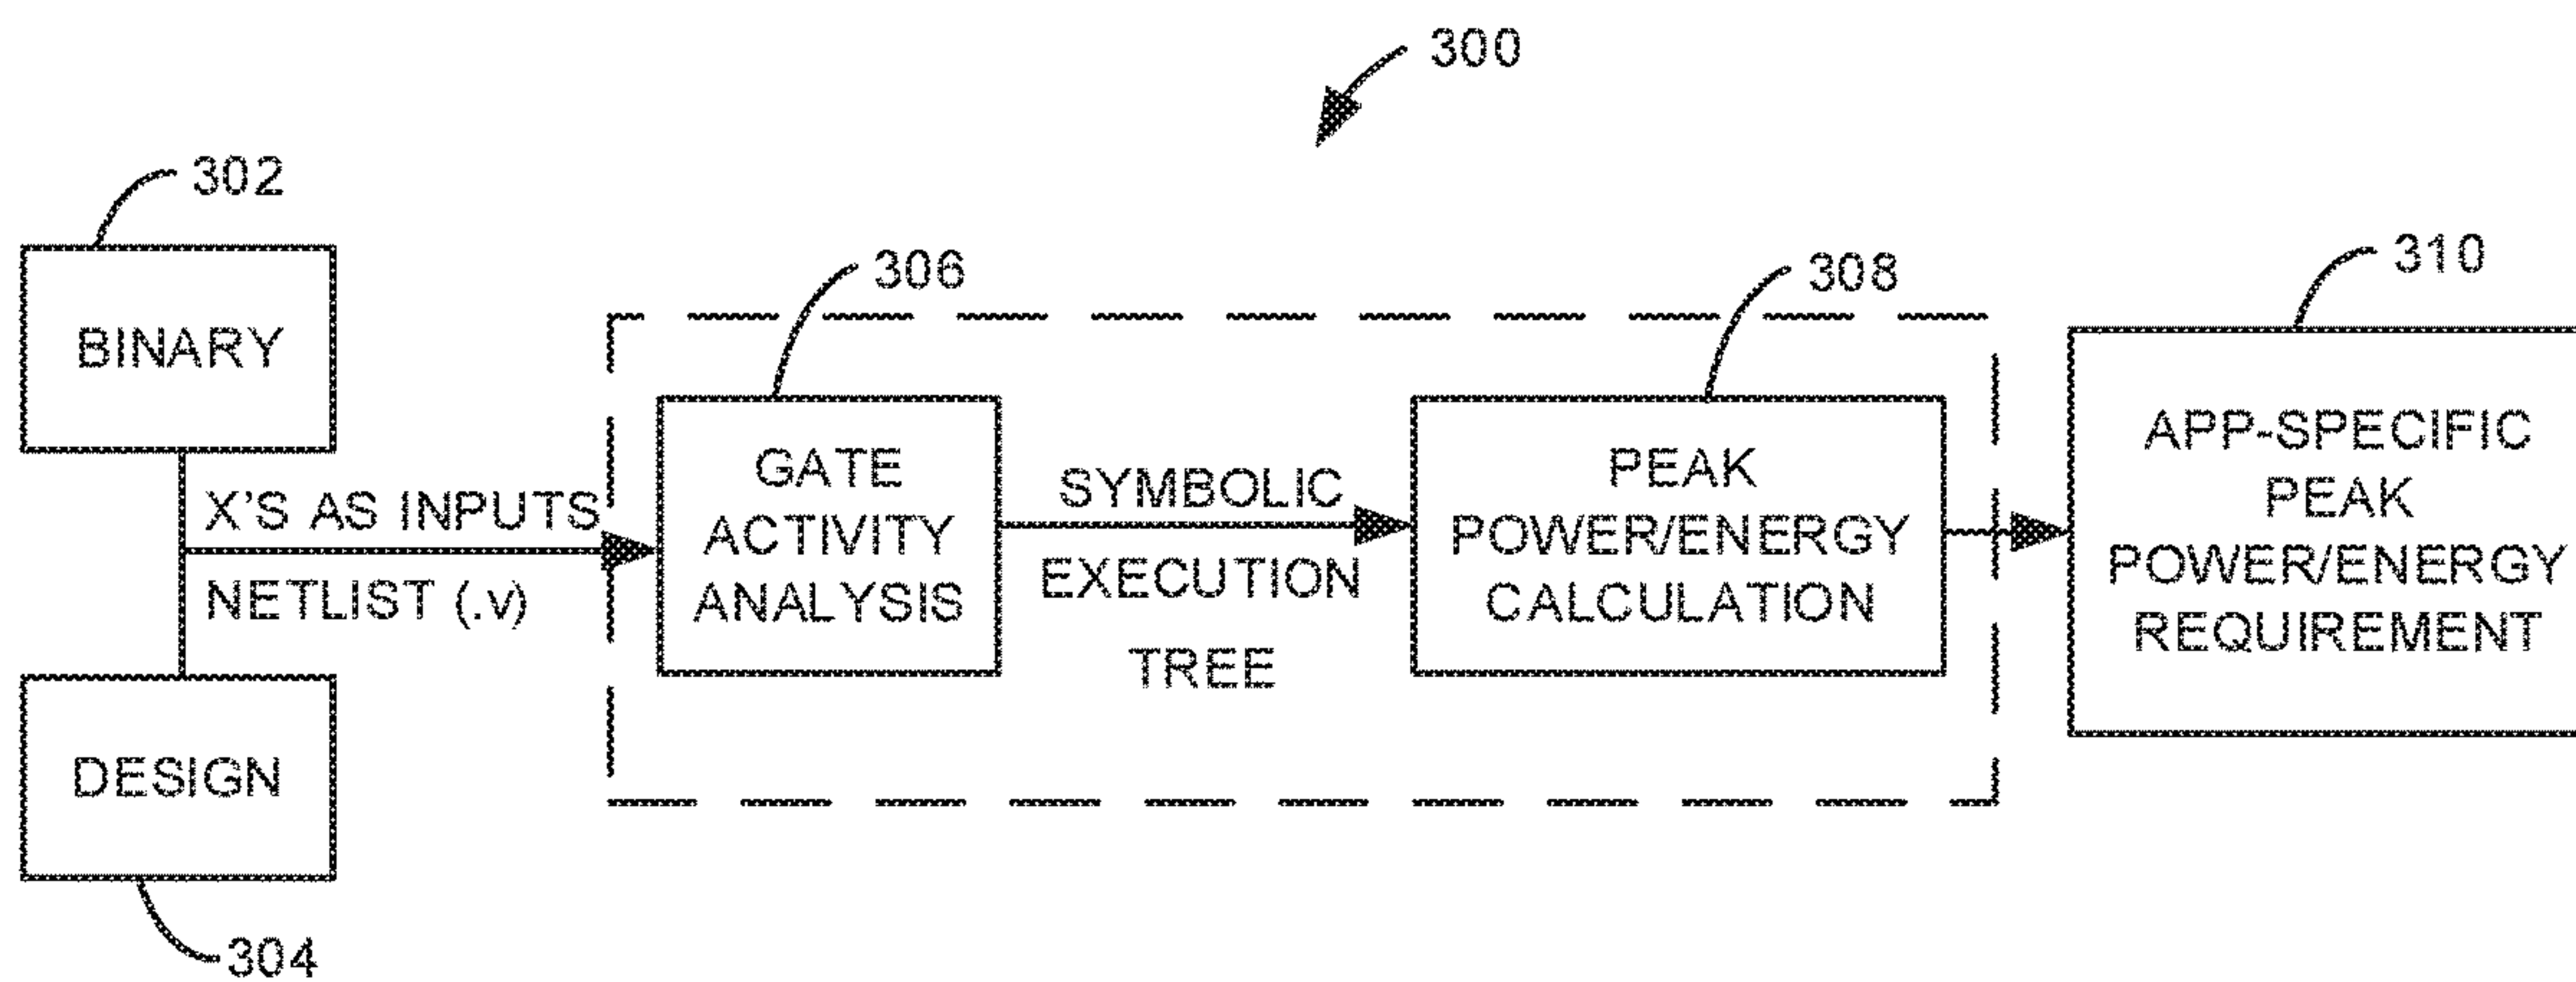 300
302
BINARY
X'S AS INPUTS
NETLIST (.v)
DESIGN
304
306
GATE
ACTIVITY
ANALYSIS
SYMBOLIC
EXECUTION
TREE
308
PEAK
POWER/ENERGY
CALCULATION
310
APP-SPECIFIC
PEAK
POWER/ENERGY
REQUIREMENT